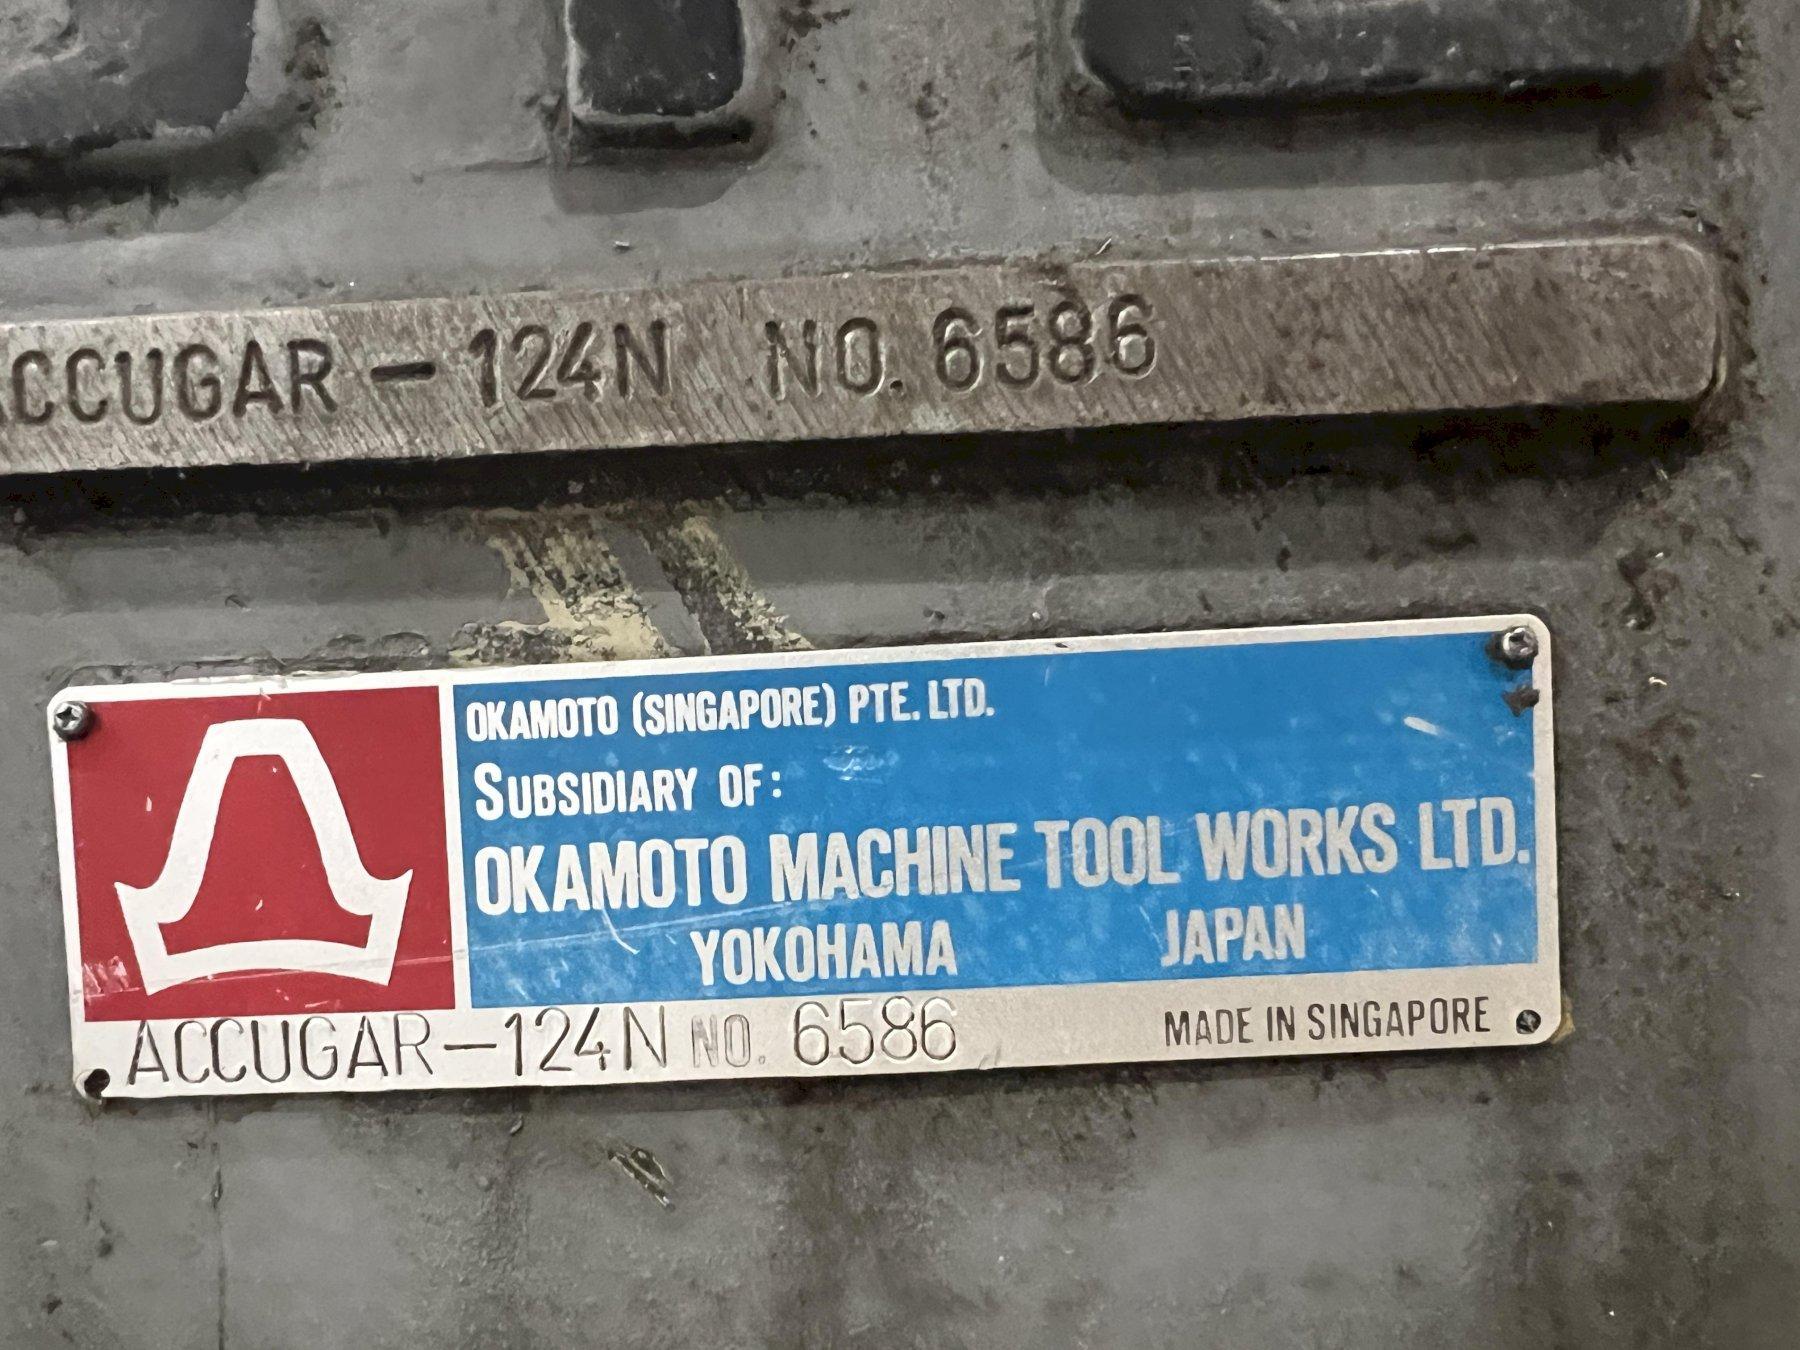 ACCUGAR-124N NO. 6586
OKAMOTO (SINGAPORE) PTE. LTD.
SUBSIDIARY OF:
OKAMOTO MACHINE TOOL WORKS LTD.
YOKOHAMA JAPAN
ACCUGAR-124N NO. 6586 MADE IN SINGAPORE